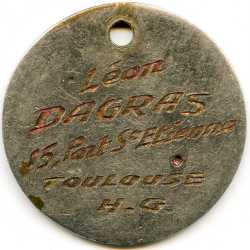 Léon
DAGRAS
55, Port St Etienne
TOULOUSE
H.G.